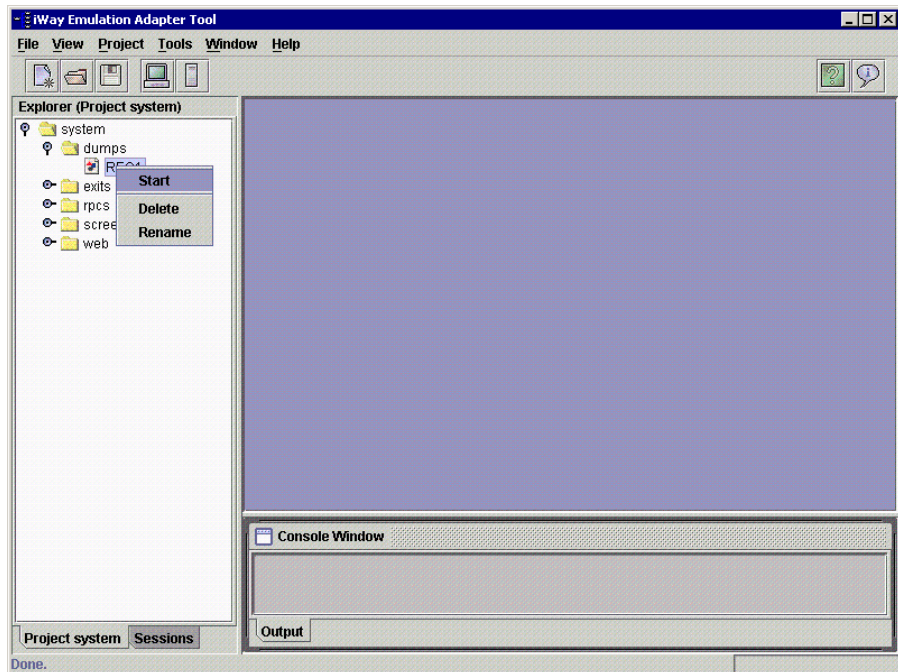 iWay Emulation Adapter Tool
File View Project Tools Window Help
Explorer (Project system)
system
dumps
Start
exits
rpcs
Delete
Rename
web
Console Window
Output
Project system Sessions
Done.